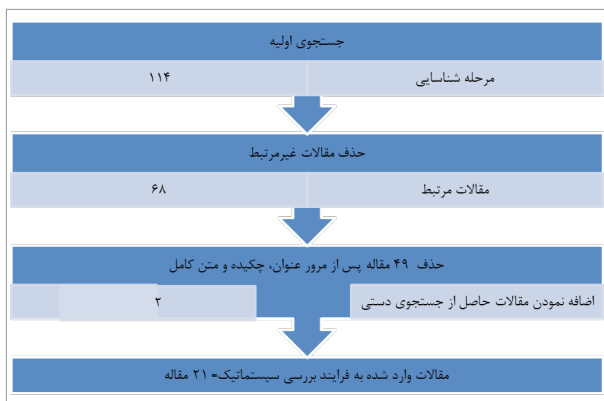 جستجوی اولیه
مرحله شناسایی ۱۱۴
حذف مقالات غیرمرتبط
مقالات مرتبط ۶۸
حذف ۴۹ مقاله پس از مرور عنوان، چکیده و متن کامل
اضافه نمودن مقالات حاصل از جستجوی دستی ۲
مقالات وارد شده به فرایند بررسی سیستماتیک= ۲۱ مقاله